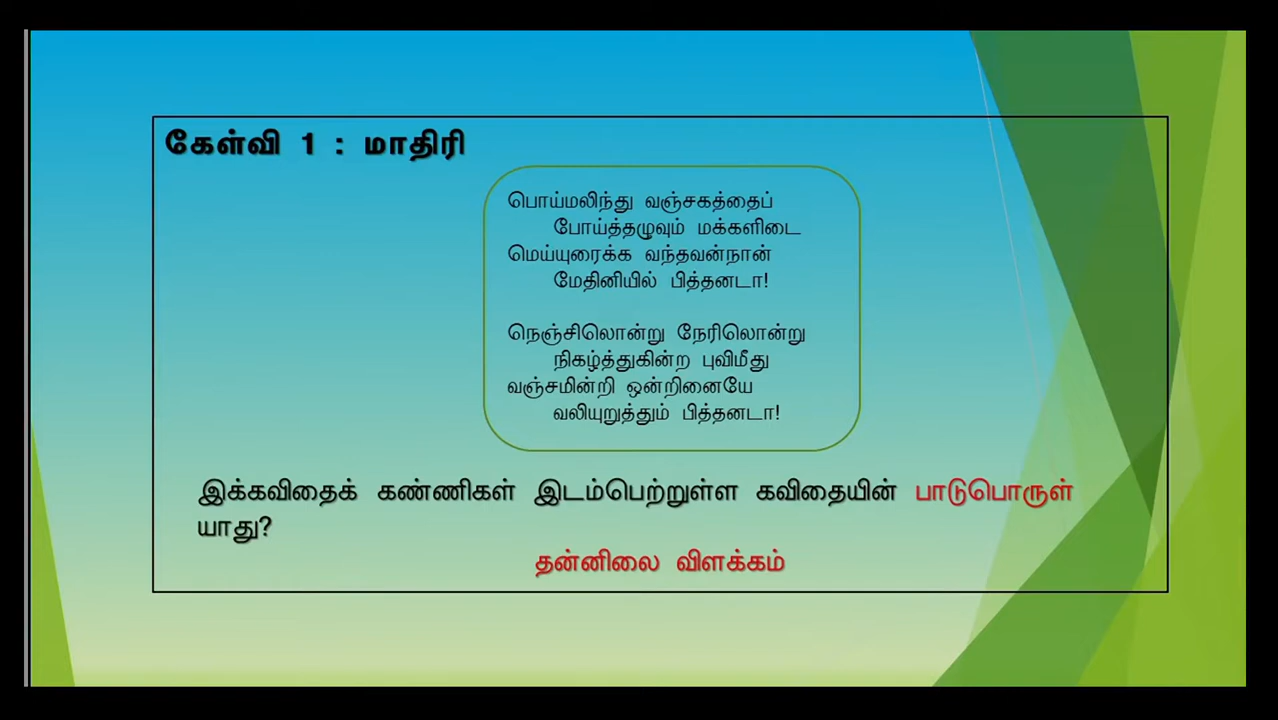 கேள்வி 1 : மாதிரி
பொய்மலிந்து வஞ்சகத்தைப்
போய்த்தழுவும் மக்களிடை
மெய்யுரைக்க வந்தவன்நான்
மேதினியில் பித்தனடா!
நெஞ்சிலொன்று நேரிலொன்று
நிகழ்த்துகின்ற புவிமீது
வஞ்சமின்றி ஒன்றினையே
வலியுறுத்தும் பித்தனடா!
இக்கவிதைக் கண்ணிகள் இடம்பெற்றுள்ள கவிதையின் பாடுபொருள்
யாது?
தன்னிலை விளக்கம்